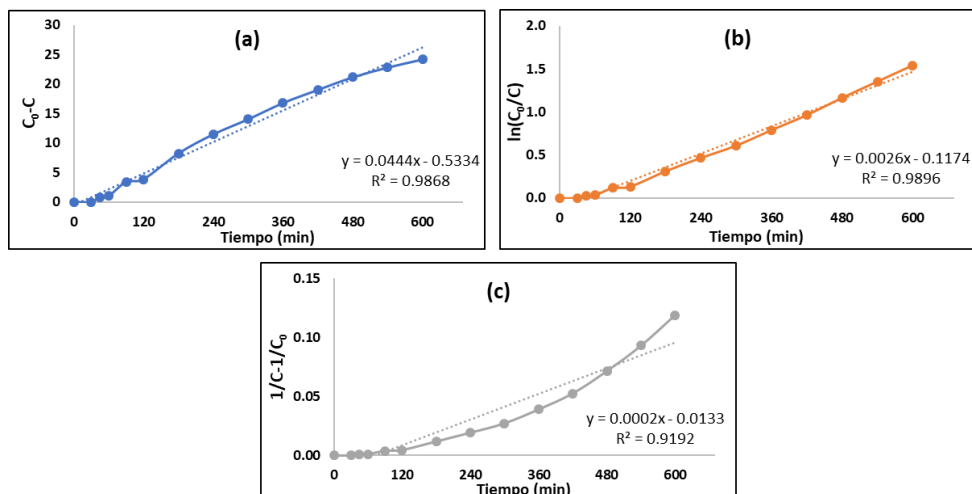 (a)
C₀-C
30
25
20
15
10
5
0
y = 0.0444x - 0.5334
R² = 0.9868
0 120 240 360 480 600
Tiempo (min)
(b)
ln(C₀/C)
2.0
1.5
1.0
0.5
0.0
y = 0.0026x - 0.1174
R² = 0.9896
0 120 240 360 480 600
Tiempo (min)
(c)
1/C-1/C₀
0.15
0.10
0.05
0.00
y = 0.0002x - 0.0133
R² = 0.9192
0 120 240 360 480 600
Tiempo (min)